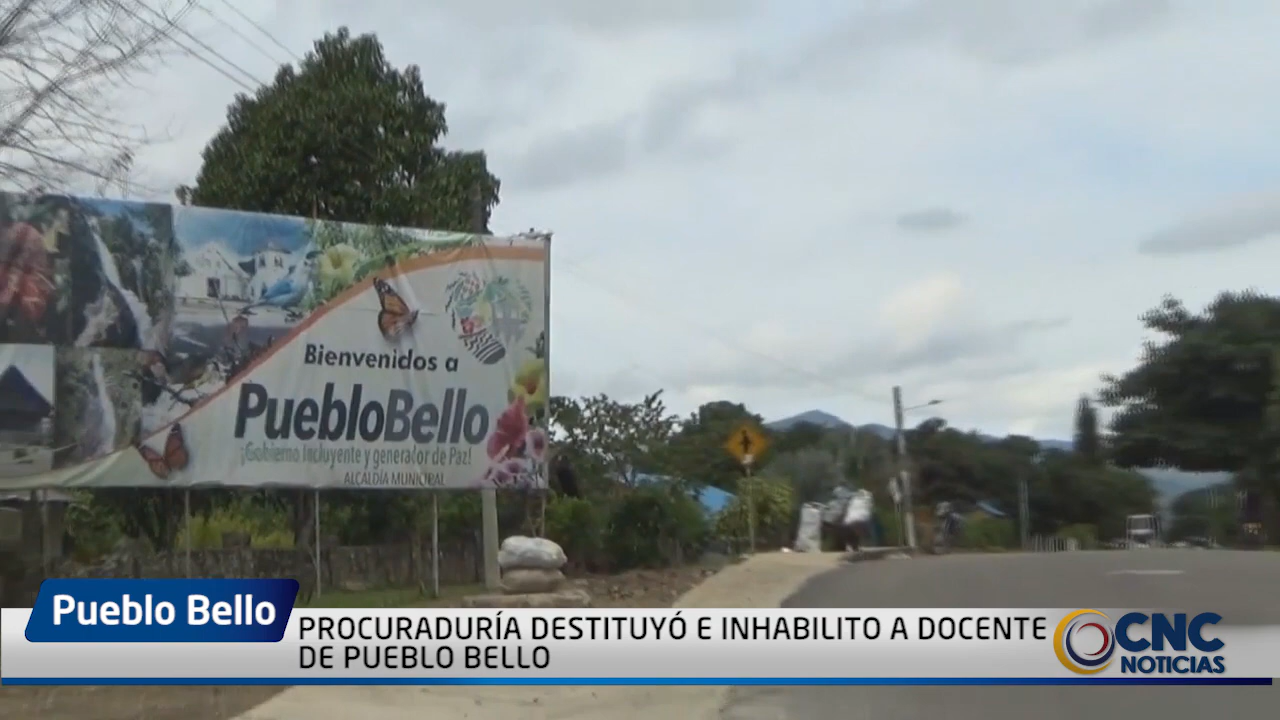 Bienvenidos a
PuebloBello
¡Gobierno Incluyente y generador de Paz!
ALCALDÍA MUNICIPAL
Pueblo Bello
PROCURADURÍA DESTITUYÓ E INHABILITO A DOCENTE
DE PUEBLO BELLO
CNC
NOTICIAS